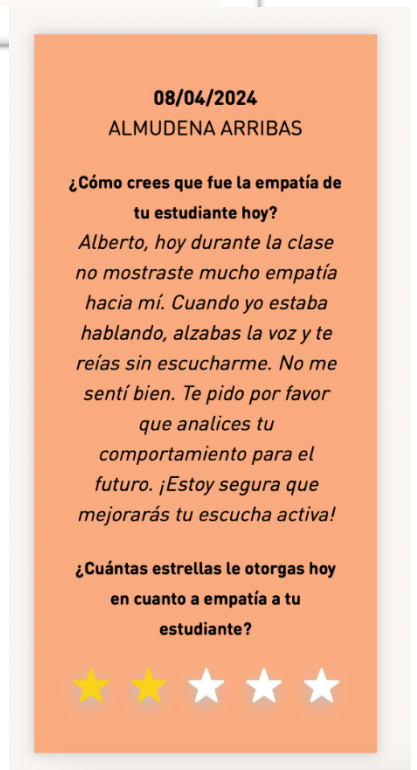 08/04/2024
ALMUDENA ARRIBAS
¿Cómo crees que fue la empatía de
tu estudiante hoy?
Alberto, hoy durante la clase
no mostraste mucho empatía
hacia mí. Cuando yo estaba
hablando, alzabas la voz y te
reías sin escucharme. No me
sentí bien. Te pido por favor
que analices tu
comportamiento para el
futuro. ¡Estoy segura que
mejorarás tu escucha activa!
¿Cuántas estrellas le otorgas hoy
en cuanto a empatía a tu
estudiante?